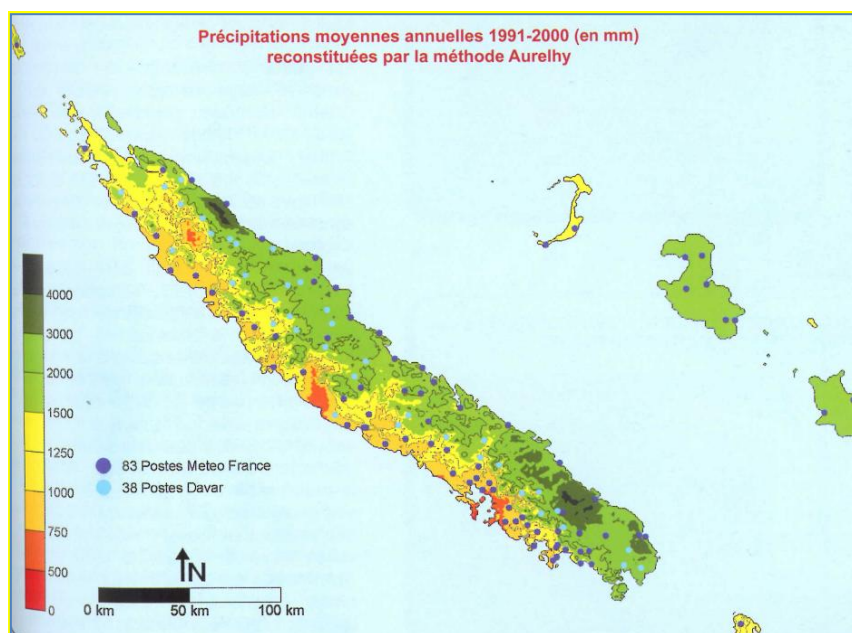 Précipitations moyennes annuelles 1991-2000 (en mm)
reconstituées par la méthode Aurelhy
4000
3000
2000
1500
1250
1000
750
500
0
83 Postes Meteo France
38 Postes Davar
N
0 km
50 km
100 km